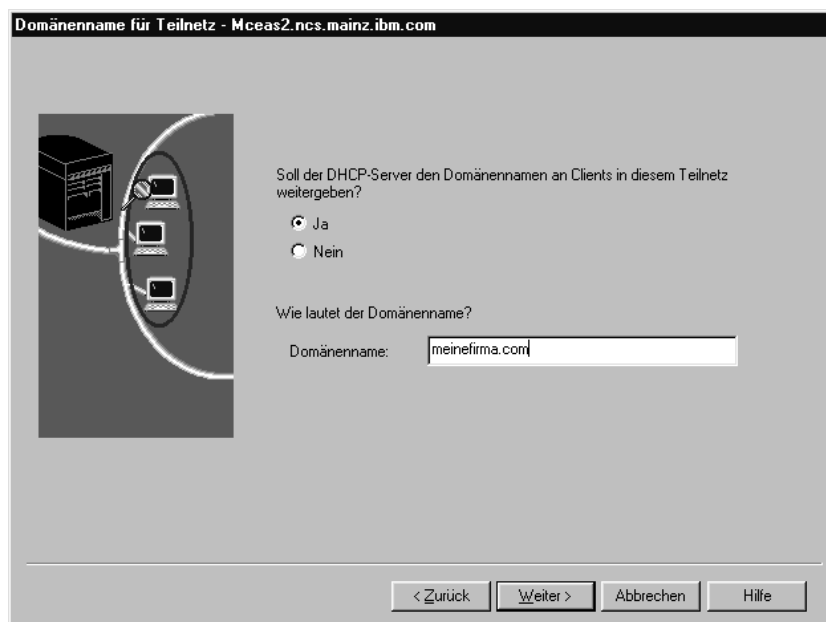 Domänenname für Teilnetz - Mceas2.ncs.mainz.ibm.com
Soll der DHCP-Server den Domänennamen an Clients in diesem Teilnetz
weitergeben?
Ja
Nein
Wie lautet der Domänenname?
Domänenname: meinefirma.com
< Zurück Weiter > Abbrechen Hilfe